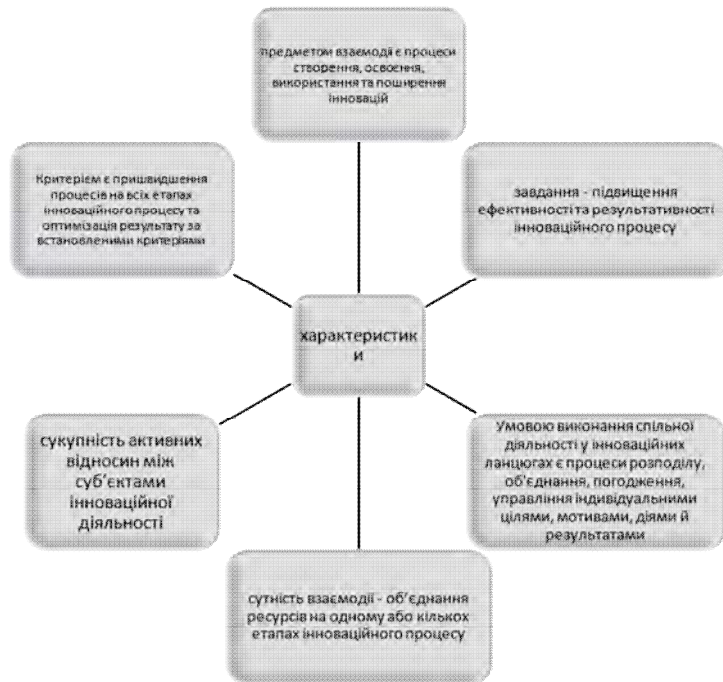 предметом взаємодії є процеси
створення, освоєння,
використання та поширення
інновацій
Критерієм є пришвидшення
процесів на всіх етапах
інноваційного процесу та
оптимізація результату за
встановленими критеріями
завдання - підвищення
ефективності та результативності
інноваційного процесу
характеристик
и
сукупність активних
відносин між
суб'єктами
інноваційної
діяльності
Умовою виконання спільної
діяльності у інноваційних
ланцюгах є процеси розподілу,
об'єднання, погодження,
управління індивідуальними
цілями, мотивами, діями й
результатами
сутність взаємодії - об'єднання
ресурсів на одному або кількох
етапах інноваційного процесу